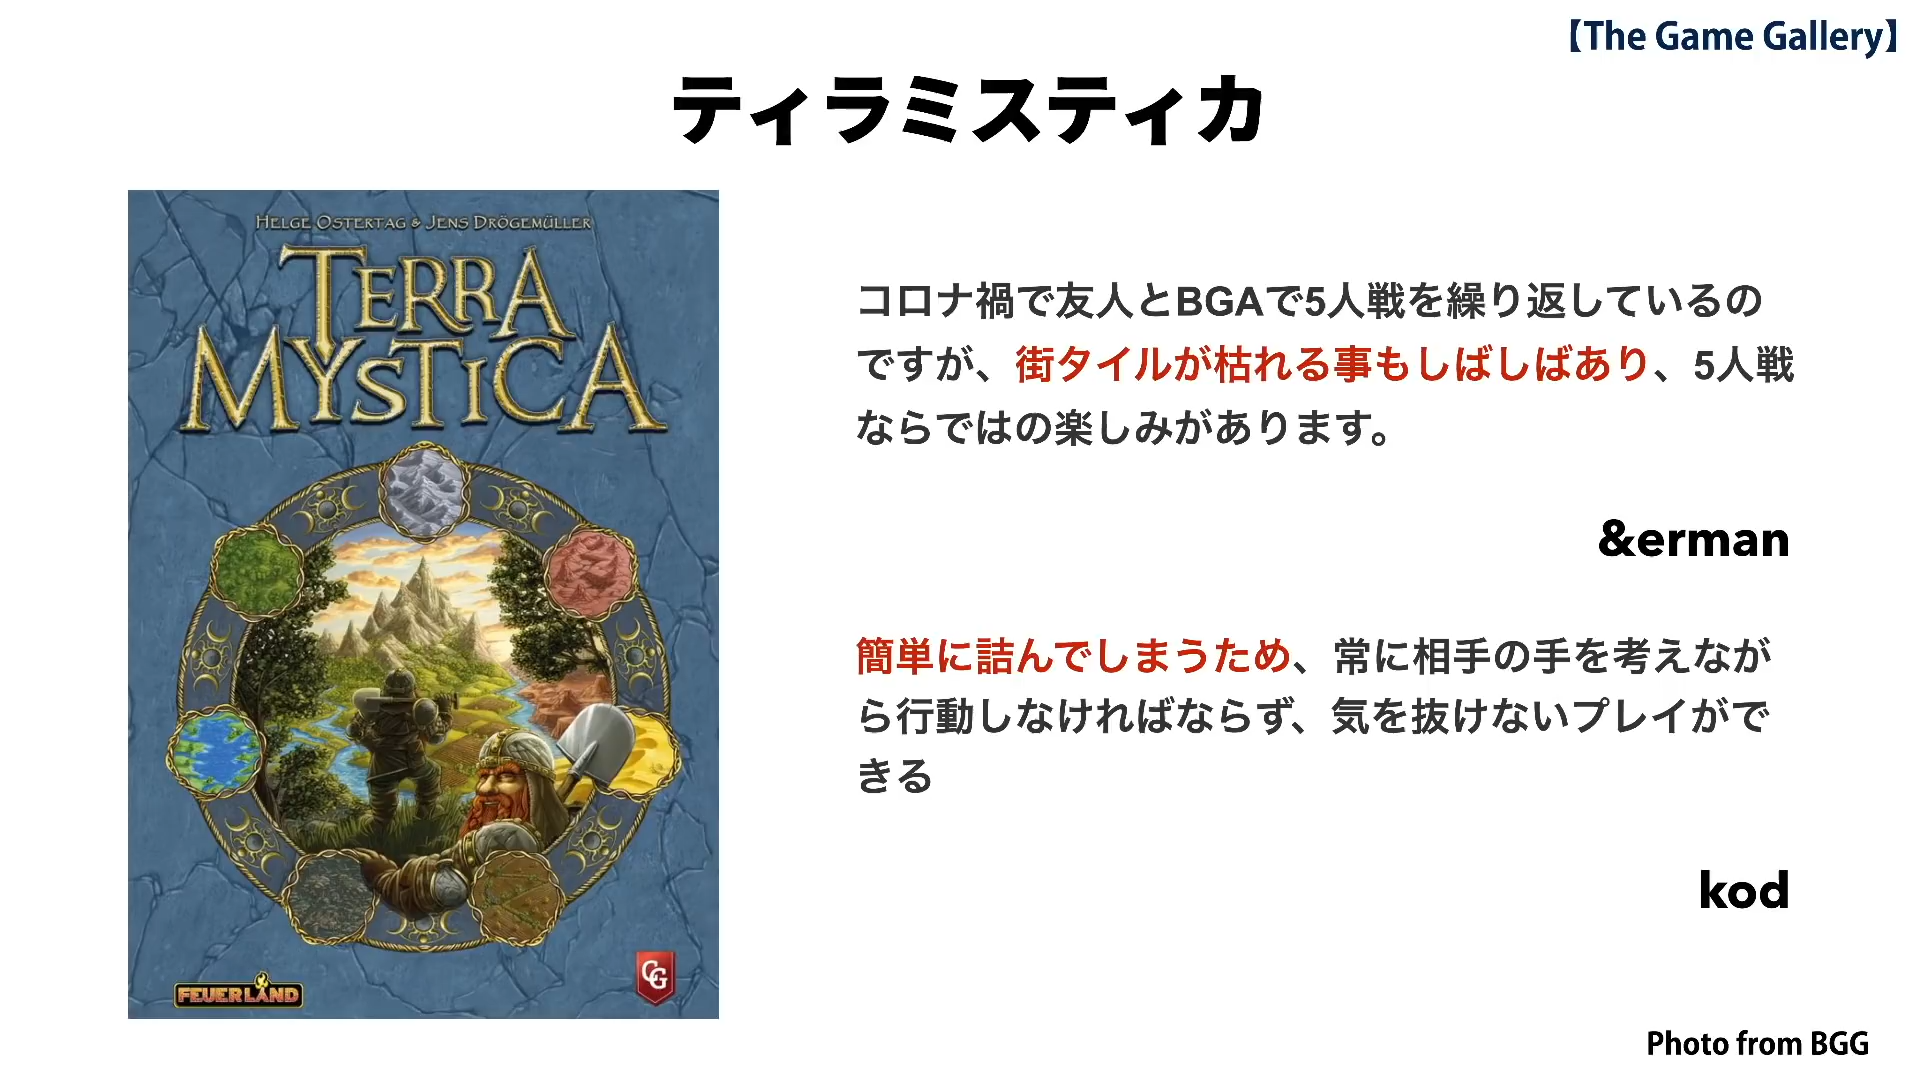 【The Game Gallery】
ティラミスティカ
HELGE OSTERTAG & JENS DRÖGEMÜLLER
TERRA
MYSTICA
FEUERLAND
CG
コロナ禍で友人とBGAで5人戦を繰り返しているの
ですが、街タイルが枯れる事もしばしばあり、5人戦
ならではの楽しみがあります。
&erman
簡単に詰んでしまうため、常に相手の手を考えなが
ら行動しなければならず、気を抜けないプレイがで
きる
kod
Photo from BGG